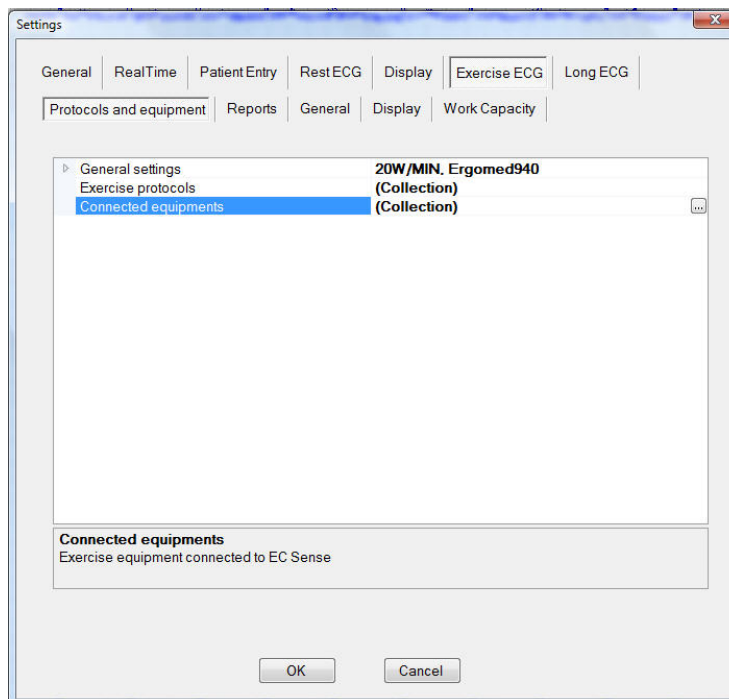 Settings
General RealTime Patient Entry Rest ECG Display Exercise ECG Long ECG
Protocols and equipment Reports General Display Work Capacity
General settings 20W/MIN, Ergomed940
Exercise protocols (Collection)
Connected equipments (Collection) ...
Connected equipments
Exercise equipment connected to EC Sense
OK Cancel